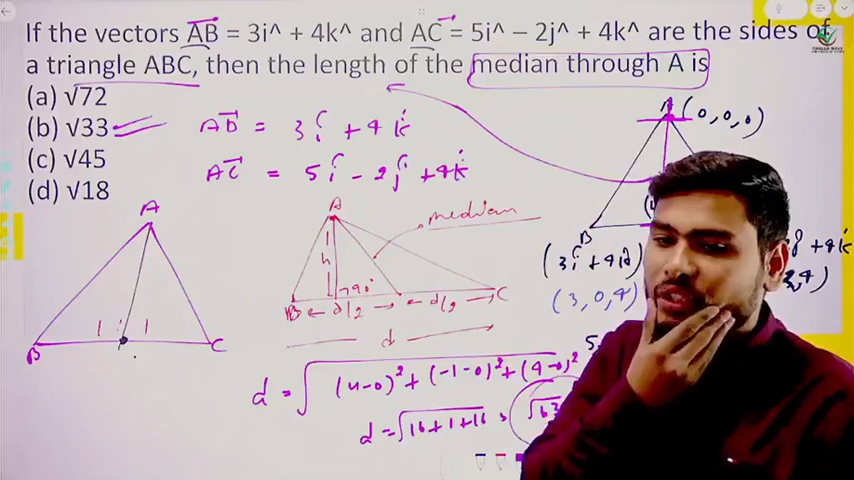 If the vectors AB = 3i^ + 4k^ and AC = 5i^ − 2j^ + 4k^ are the sides of
a triangle ABC, then the length of the median through A is
(a) √72
(b) √33
(c) √45
(d) √18
AB = 3i + 4k
AC = 5i - 2j + 4k
A (0,0,0)
A
B
C
1 : 1
A
median
h
90°
B ← d/2 → ← d/2 → C
d
B
(3i + 4k)
(3, 0, 4)
d = √(4-0)² + (-1-0)² + (4-0)²
d = √16+1+16